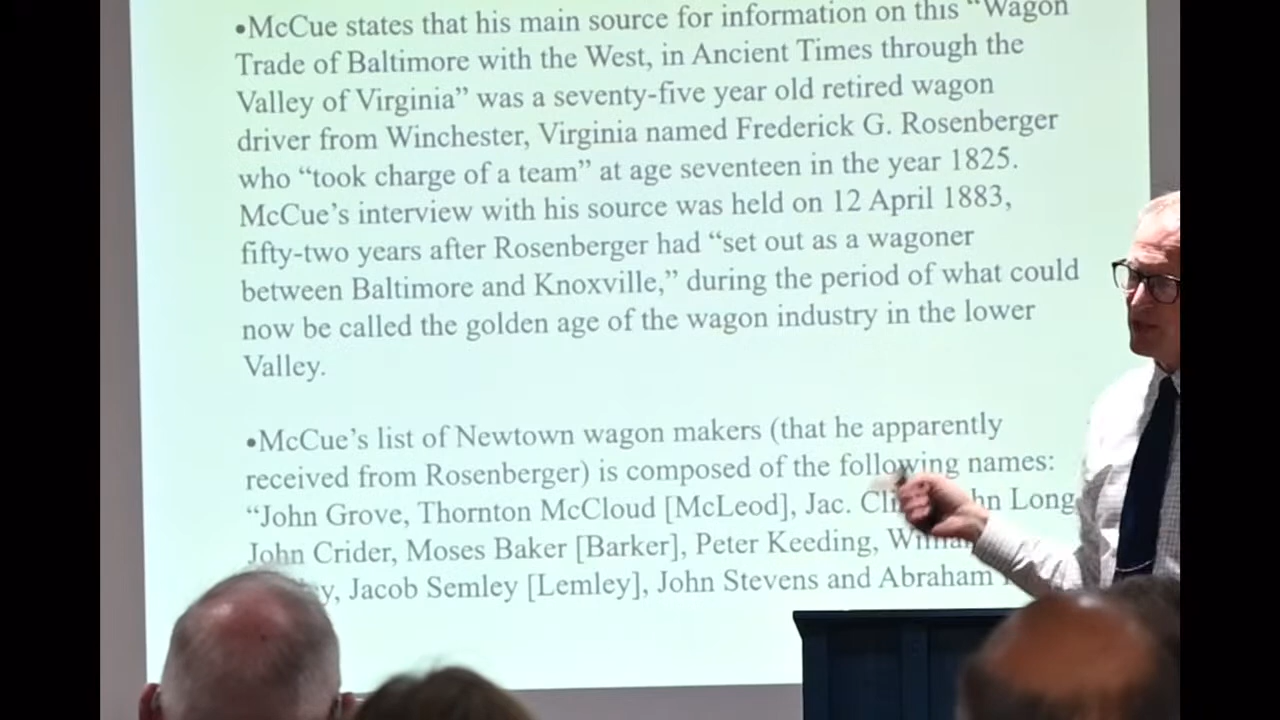 •McCue states that his main source for information on this “Wagon
Trade of Baltimore with the West, in Ancient Times through the
Valley of Virginia” was a seventy-five year old retired wagon
driver from Winchester, Virginia named Frederick G. Rosenberger
who “took charge of a team” at age seventeen in the year 1825.
McCue’s interview with his source was held on 12 April 1883,
fifty-two years after Rosenberger had “set out as a wagoner
between Baltimore and Knoxville,” during the period of what could
now be called the golden age of the wagon industry in the lower
Valley.
•McCue’s list of Newtown wagon makers (that he apparently
received from Rosenberger) is composed of the following names:
“John Grove, Thornton McCloud [McLeod], Jac. Long
John Crider, Moses Baker [Barker], Peter Keeding,
Jacob Semley [Lemley], John Stevens and Abraham